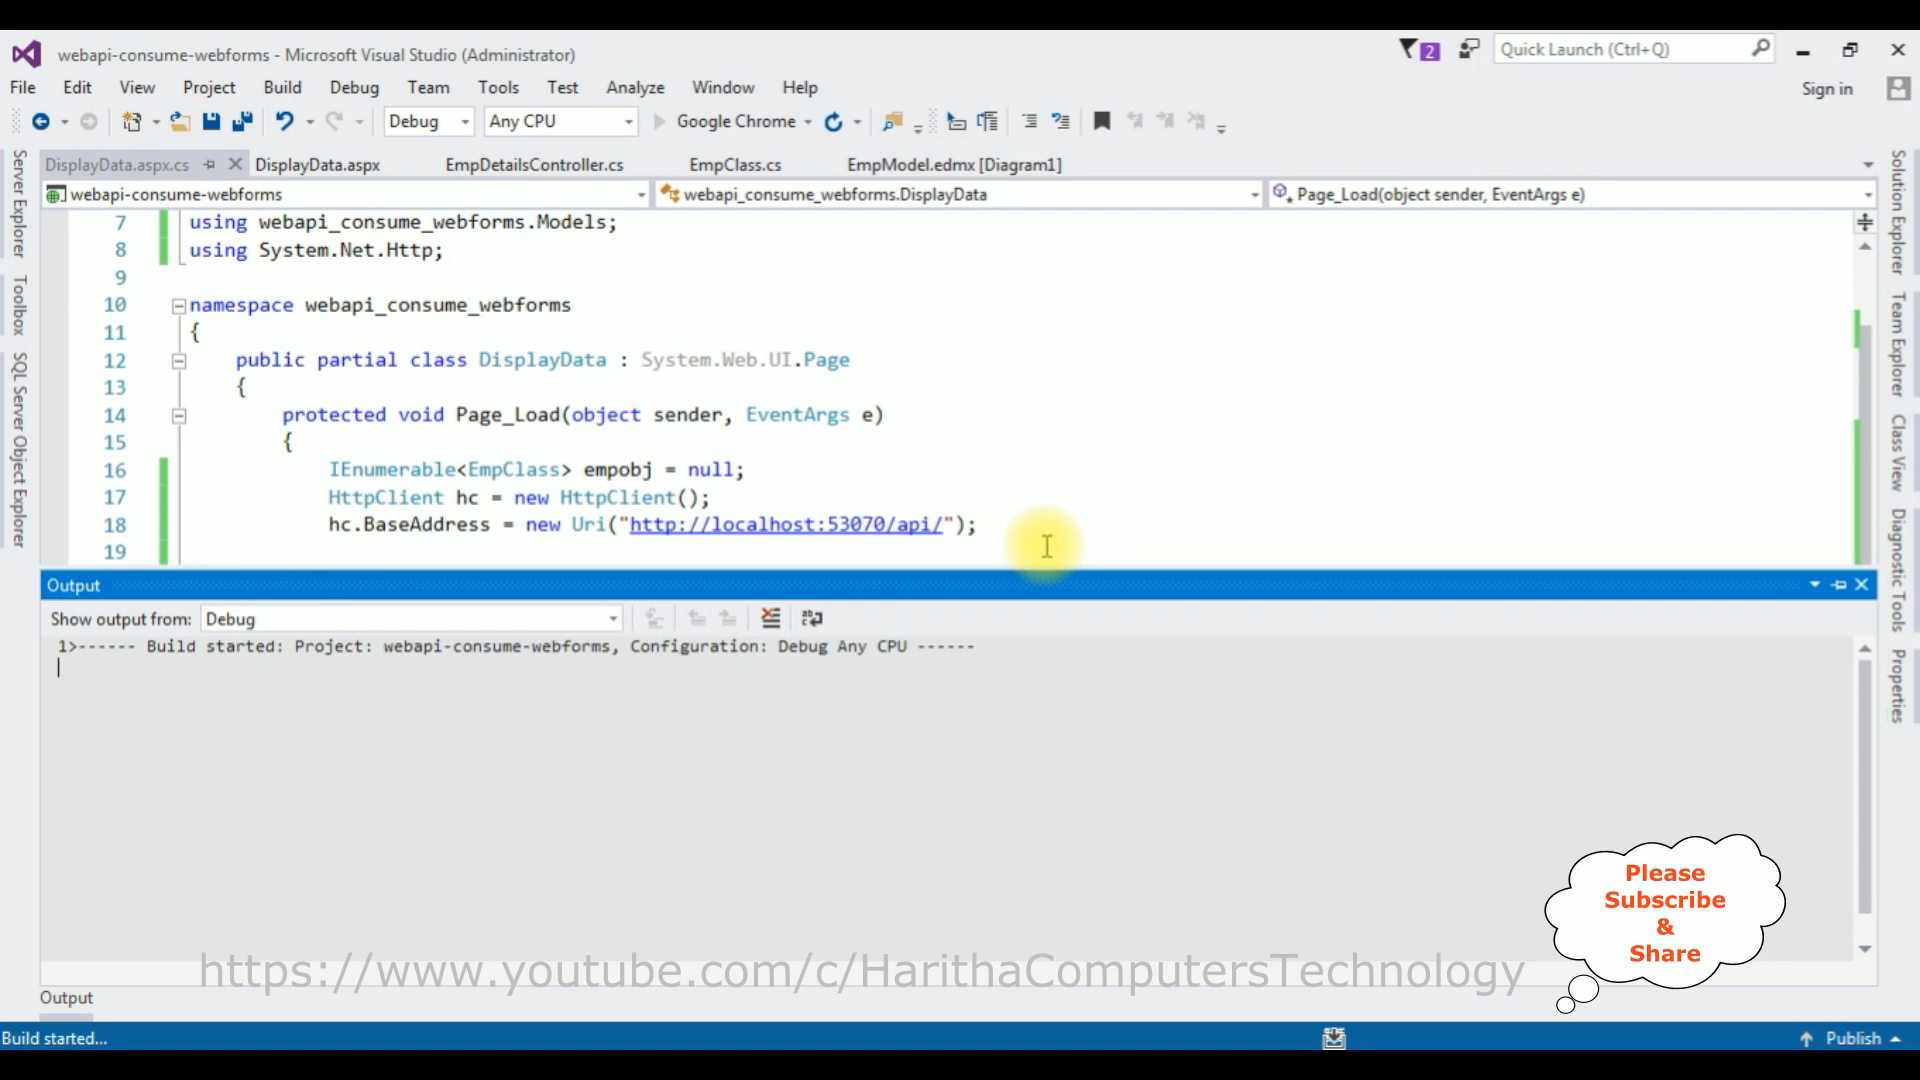 webapi-consume-webforms - Microsoft Visual Studio (Administrator)
2
Quick Launch (Ctrl+Q)
File Edit View Project Build Debug Team Tools Test Analyze Window Help
Sign in
Debug
Any CPU
Google Chrome
DisplayData.aspx.cs
DisplayData.aspx
EmpDetailsController.cs
EmpClass.cs
EmpModel.edmx [Diagram1]
webapi-consume-webforms
webapi_consume_webforms.DisplayData
Page_Load(object sender, EventArgs e)
Server Explorer
Toolbox
SQL Server Object Explorer
7 using webapi_consume_webforms.Models;
8 using System.Net.Http;
9
10 namespace webapi_consume_webforms
11 {
12 public partial class DisplayData : System.Web.UI.Page
13 {
14 protected void Page_Load(object sender, EventArgs e)
15 {
16 IEnumerable<EmpClass> empobj = null;
17 HttpClient hc = new HttpClient();
18 hc.BaseAddress = new Uri("http://localhost:53070/api/");
19
Solution Explorer
Team Explorer
Class View
Diagnostic Tools
Properties
Output
Show output from: Debug
1>------ Build started: Project: webapi-consume-webforms, Configuration: Debug Any CPU ------
Please
Subscribe
&
Share
https://www.youtube.com/c/HarithaComputersTechnology
Output
Build started...
Publish